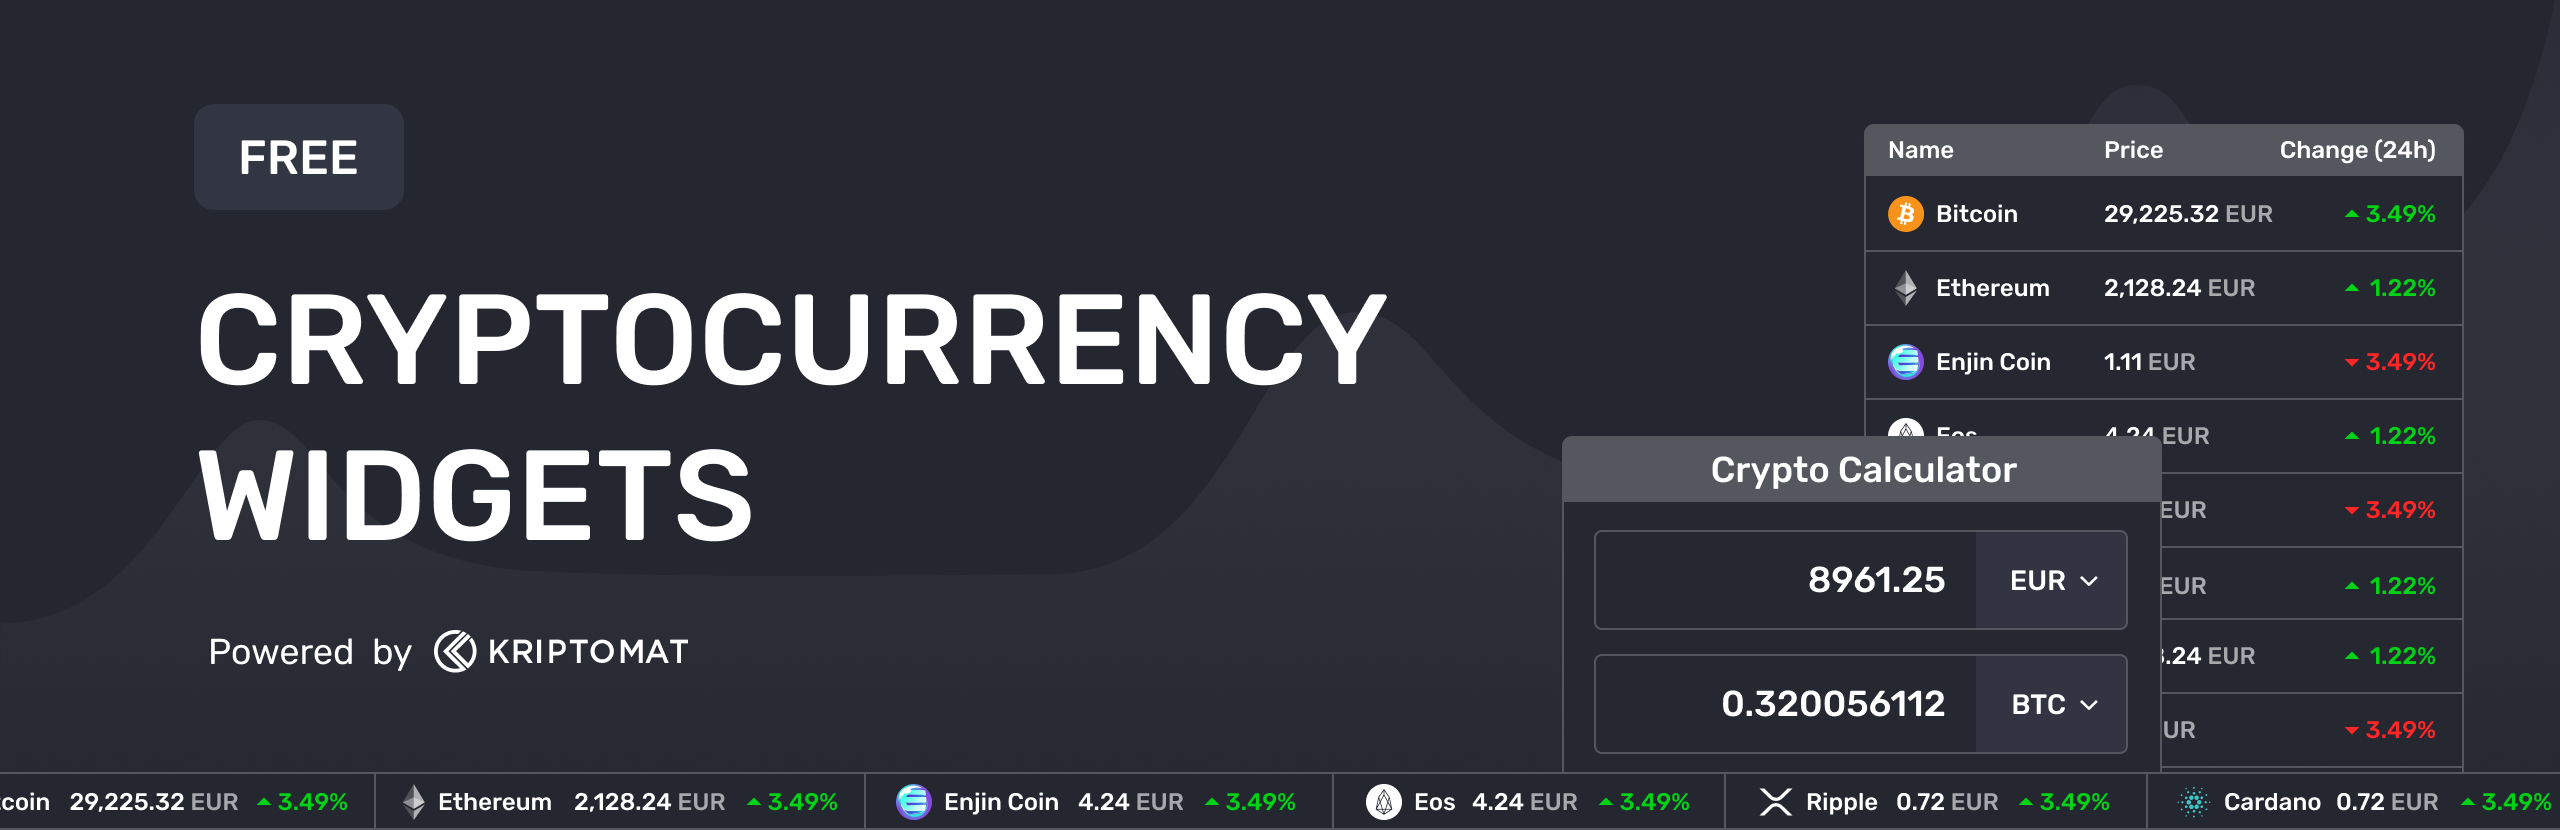 FREE
CRYPTOCURRENCY
WIDGETS
Powered by KRIPTOMAT
Name Price Change (24h)
Bitcoin 29,225.32 EUR 3.49%
Ethereum 2,128.24 EUR 1.22%
Enjin Coin 1.11 EUR 3.49%
Eos 4.24 EUR 1.22%
EUR 3.49%
EUR 1.22%
.24 EUR 1.22%
UR 3.49%
Crypto Calculator
8961.25 EUR
0.320056112 BTC
coin 29,225.32 EUR 3.49% Ethereum 2,128.24 EUR 3.49% Enjin Coin 4.24 EUR 3.49% Eos 4.24 EUR 3.49% Ripple 0.72 EUR 3.49% Cardano 0.72 EUR 3.49%